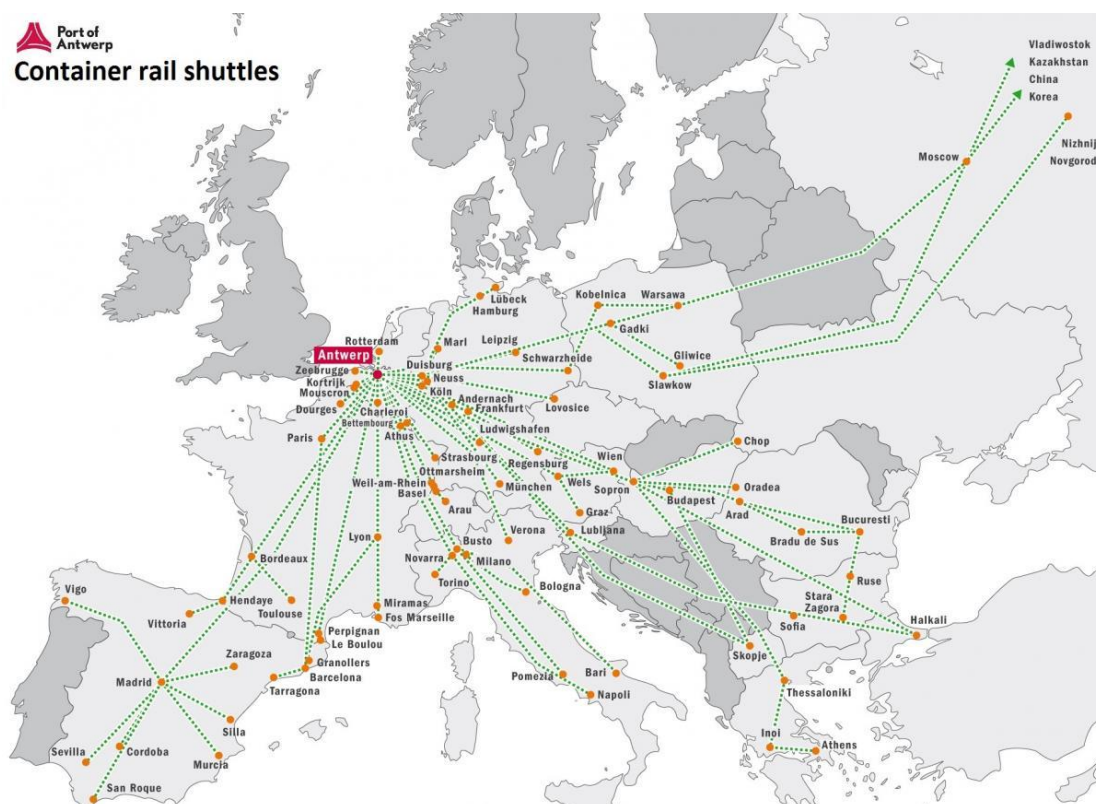 Port of
Antwerp
Container rail shuttles
Vladiwostok
Kazakhstan
China
Korea
Moscow
Nizhnij
Novgorod
Lübeck
Hamburg
Kobelnica
Warsawa
Gadki
Rotterdam
Marl
Leipzig
Antwerp
Duisburg
Schwarzheide
Gliwice
Zeebrugge
Neuss
Slawkow
Kortrijk
Köln
Mouscron
Andernach
Dourges
Charleroi
Frankfurt
Lovosice
Bettembourg
Ludwigshafen
Paris
Athus
Chop
Strasbourg
Regensburg
Wien
Ottmarsheim
Weil-am-Rhein
München
Wels
Sopron
Oradea
Basel
Budapest
Arad
Arau
Graz
Bucuresti
Lyon
Verona
Lubljana
Bradu de Sus
Busto
Bordeaux
Novarra
Milano
Torino
Bologna
Ruse
Vigo
Hendaye
Toulouse
Miramas
Stara
Zagora
Vittoria
Fos Marseille
Sofia
Halkali
Perpignan
Le Boulou
Skopje
Zaragoza
Granollers
Barcelona
Bari
Madrid
Tarragona
Pomezia
Napoli
Thessaloniki
Silla
Inoi
Athens
Sevilla
Cordoba
Murcia
San Roque